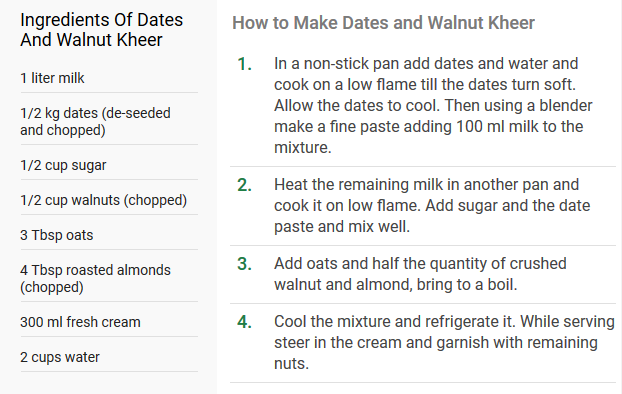 Ingredients Of Dates
And Walnut Kheer
1 liter milk
1/2 kg dates (de-seeded
and chopped)
1/2 cup sugar
1/2 cup walnuts (chopped)
3 Tbsp oats
4 Tbsp roasted almonds
(chopped)
300 ml fresh cream
2 cups water
How to Make Dates and Walnut Kheer
1. In a non-stick pan add dates and water and
cook on a low flame till the dates turn soft.
Allow the dates to cool. Then using a blender
make a fine paste adding 100 ml milk to the
mixture.
2. Heat the remaining milk in another pan and
cook it on low flame. Add sugar and the date
paste and mix well.
3. Add oats and half the quantity of crushed
walnut and almond, bring to a boil.
4. Cool the mixture and refrigerate it. While serving
steer in the cream and garnish with remaining
nuts.